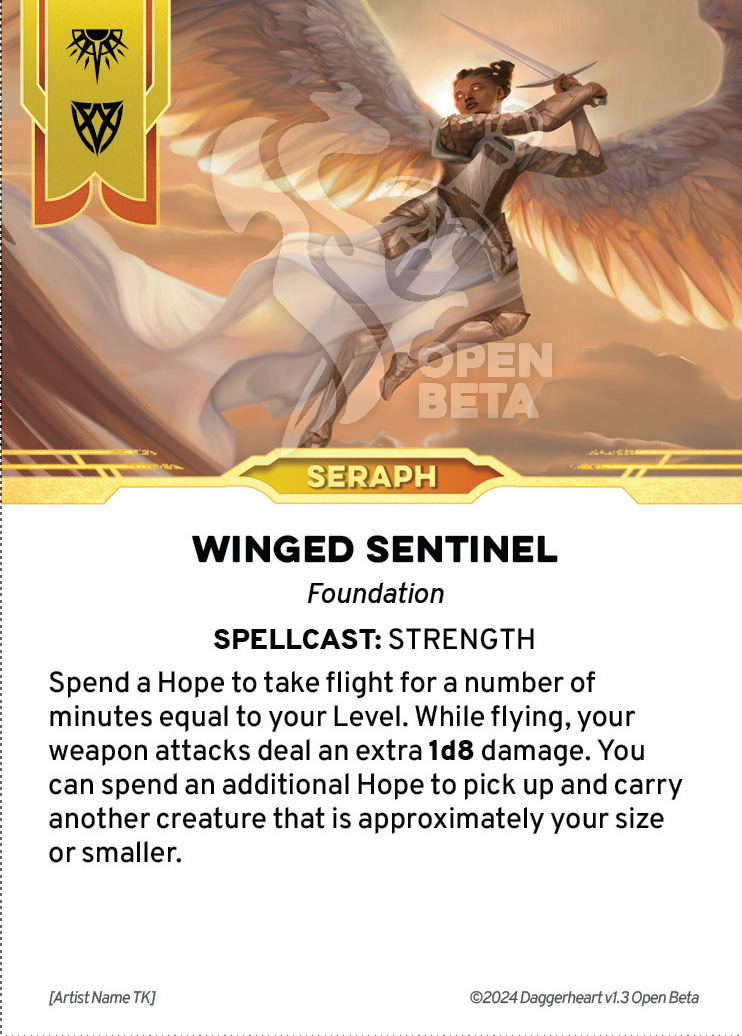 OPEN
BETA
SERAPH
WINGED SENTINEL
Foundation
SPELLCAST: STRENGTH
Spend a Hope to take flight for a number of
minutes equal to your Level. While flying, your
weapon attacks deal an extra 1d8 damage. You
can spend an additional Hope to pick up and carry
another creature that is approximately your size
or smaller.
[Artist Name TK]
©2024 Daggerheart v1.3 Open Beta